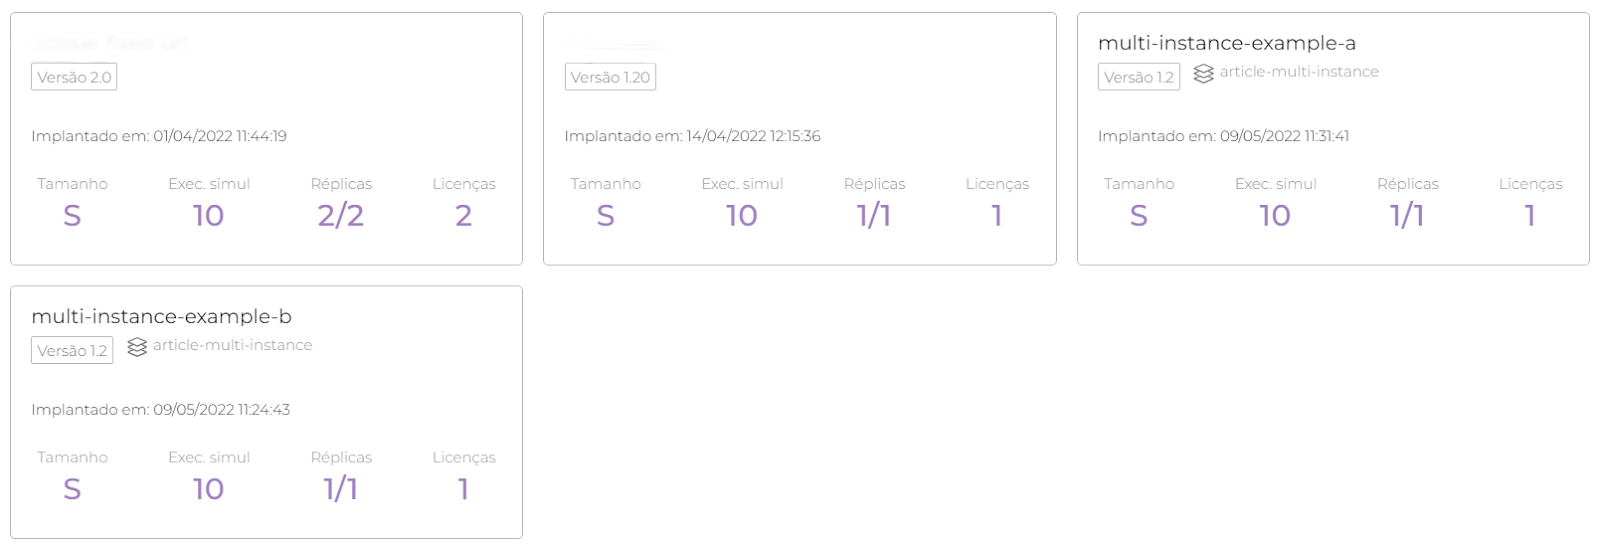 Versão 2.0
Implantado em: 01/04/2022 11:44:19
Tamanho Exec. simul Réplicas Licenças
S 10 2/2 2
Versão 1.20
Implantado em: 14/04/2022 12:15:36
Tamanho Exec. simul Réplicas Licenças
S 10 1/1 1
multi-instance-example-a
Versão 1.2 article-multi-instance
Implantado em: 09/05/2022 11:31:41
Tamanho Exec. simul Réplicas Licenças
S 10 1/1 1
multi-instance-example-b
Versão 1.2 article-multi-instance
Implantado em: 09/05/2022 11:24:43
Tamanho Exec. simul Réplicas Licenças
S 10 1/1 1